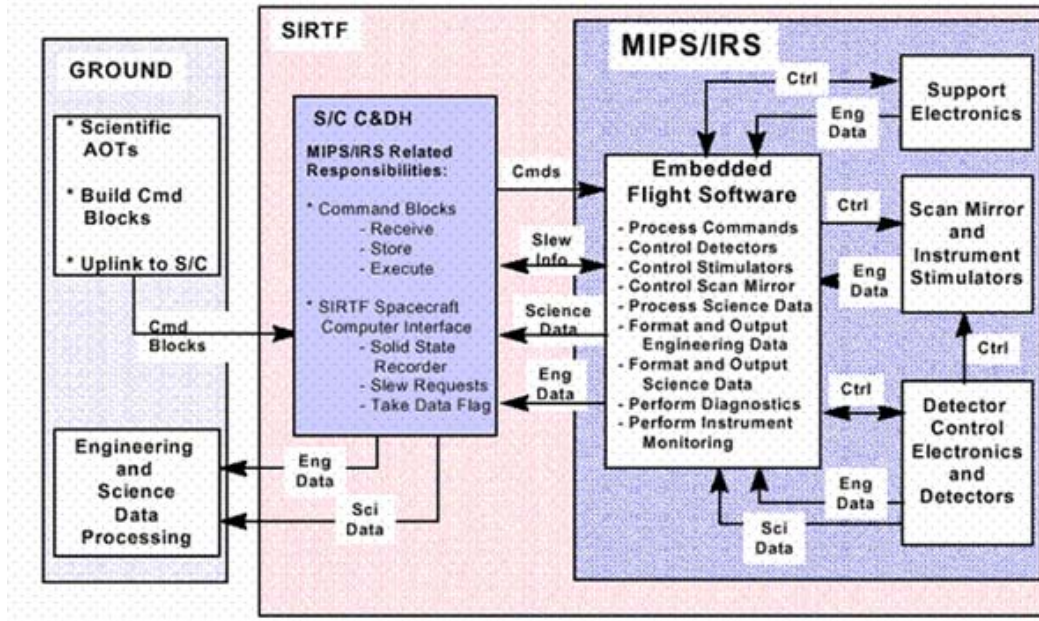 SIRTF
GROUND
* Scientific
AOTs
* Build Cmd
Blocks
* Uplink to S/C
Cmd
Blocks
Engineering
and
Science
Data
Processing
S/C C&DH
MIPS/IRS Related
Responsibilities:
* Command Blocks
- Receive
- Store
- Execute
* SIRTF Spacecraft
Computer Interface
- Solid State
Recorder
- Slew Requests
- Take Data Flag
Eng
Data
Sci
Data
Cmds
Slew
Info
Science
Data
Eng
Data
MIPS/IRS
Embedded
Flight Software
- Process Commands
- Control Detectors
- Control Stimulators
- Control Scan Mirror
- Process Science Data
- Format and Output
Engineering Data
- Format and Output
Science Data
- Perform Diagnostics
- Perform Instrument
Monitoring
Ctrl
Eng
Data
Support
Electronics
Ctrl
Eng
Data
Scan Mirror
and
Instrument
Stimulators
Ctrl
Ctrl
Eng
Data
Sci
Data
Detector
Control
Electronics
and
Detectors